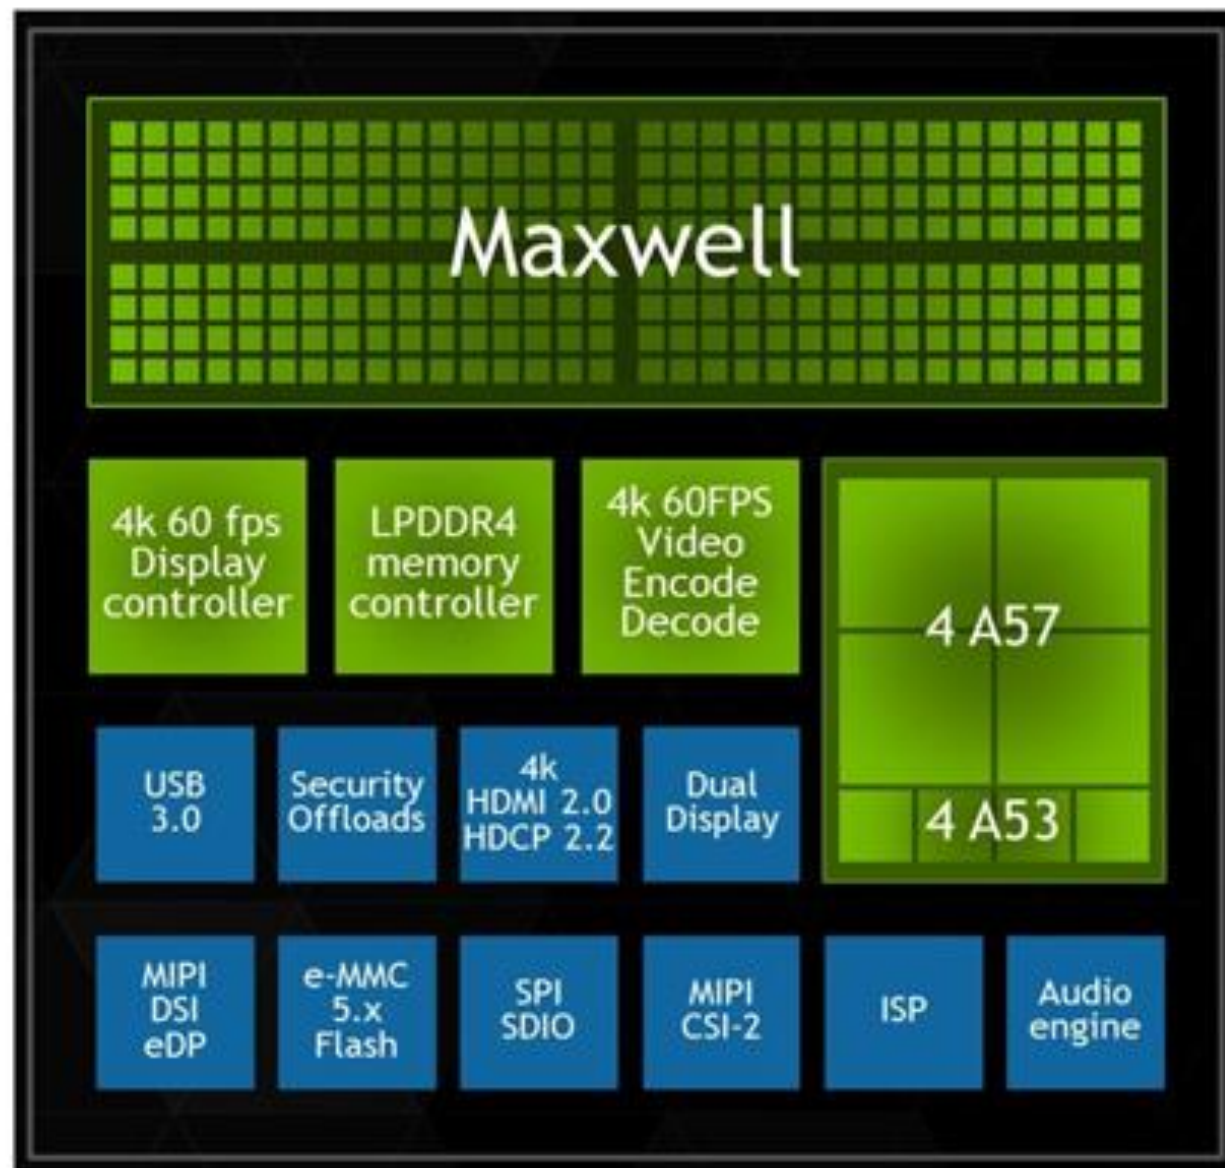 Maxwell
4k 60 fps
Display
controller
LPDDR4
memory
controller
4k 60FPS
Video
Encode
Decode
4 A57
4 A53
USB
3.0
Security
Offloads
4k
HDMI 2.0
HDCP 2.2
Dual
Display
MIPI
DSI
eDP
e-MMC
5.x
Flash
SPI
SDIO
MIPI
CSI-2
ISP
Audio
engine